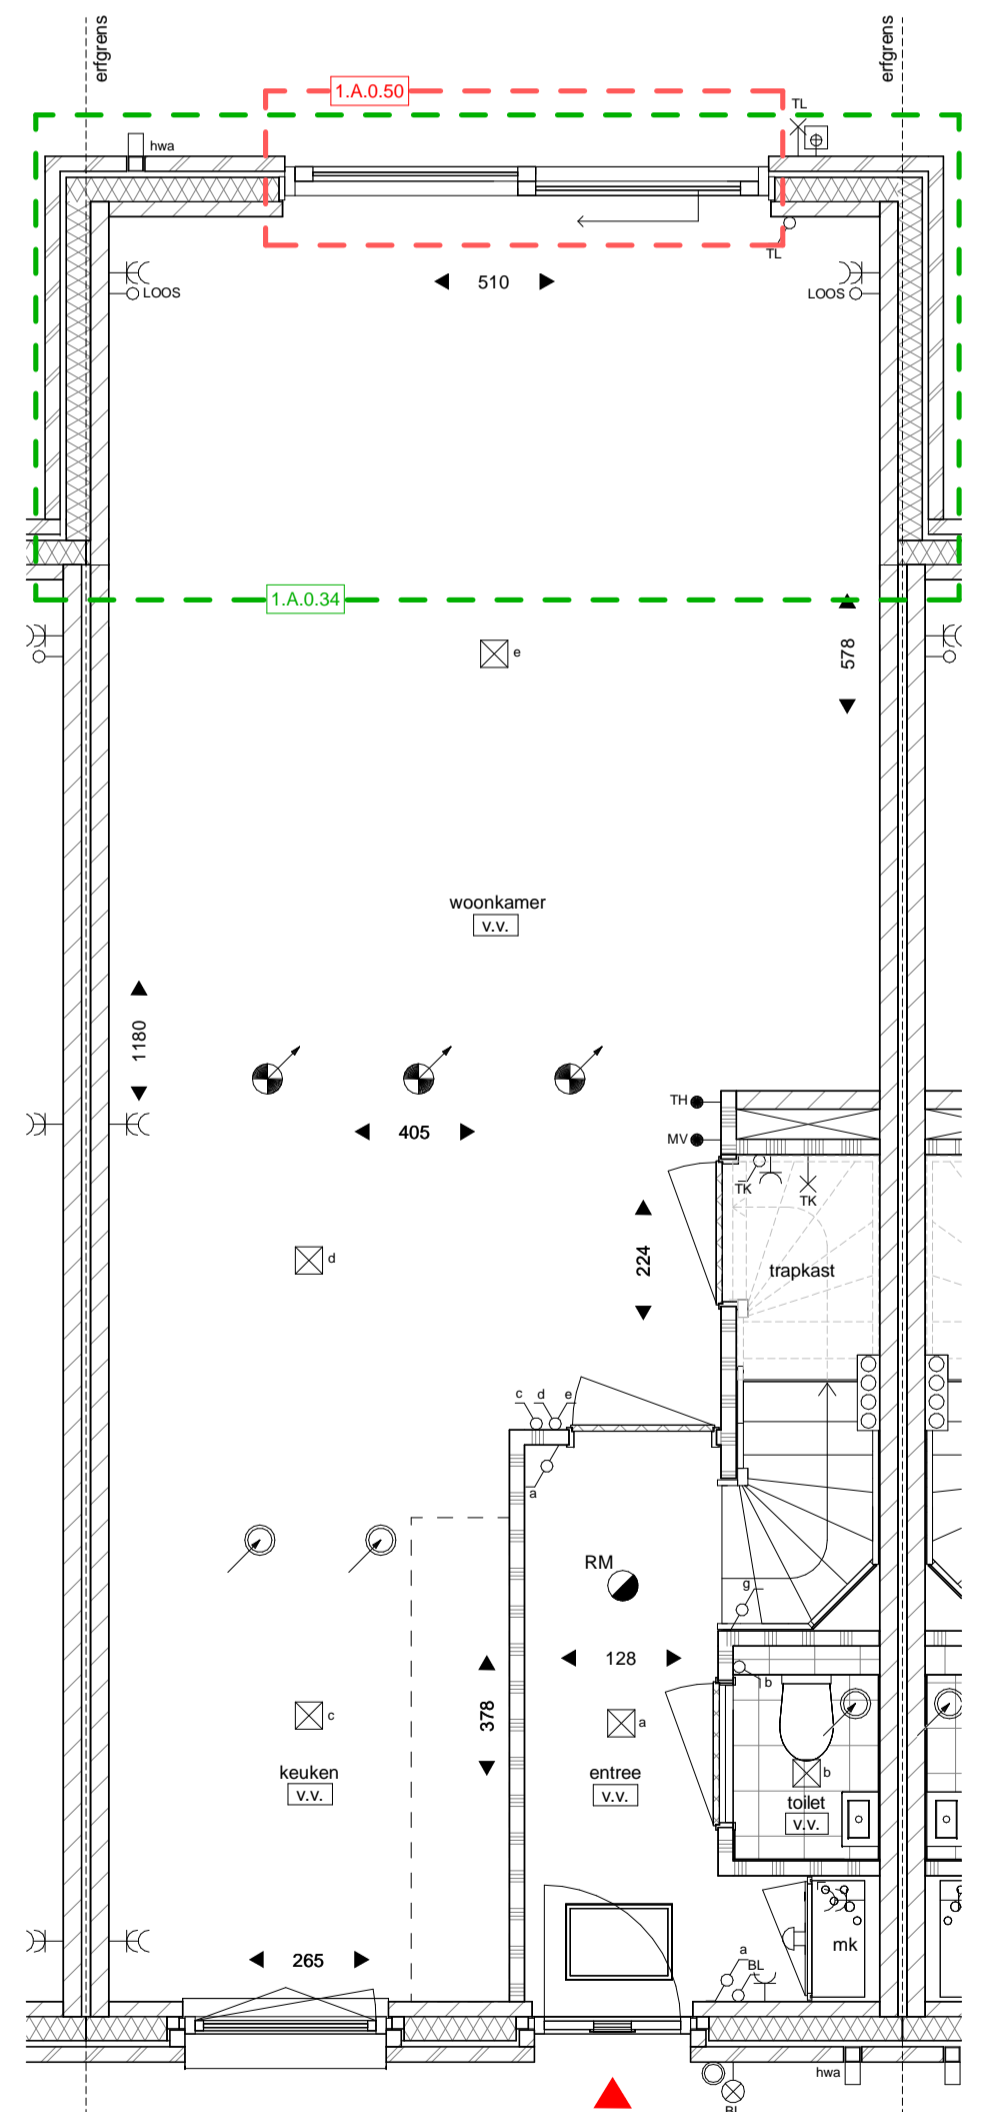 erfgrens
erfgrens
1.A.0.50
TL
hwa
TL
510
LOOS
LOOS
1.A.0.34
578
e
woonkamer
v.v.
1180
TH
405
MV
TK
TK
224
d
trapkast
c d e
a
RM
g
128
b
378
c
a
keuken
v.v.
entree
v.v.
b
toilet
v.v.
mk
a
BL
265
hwa
BL